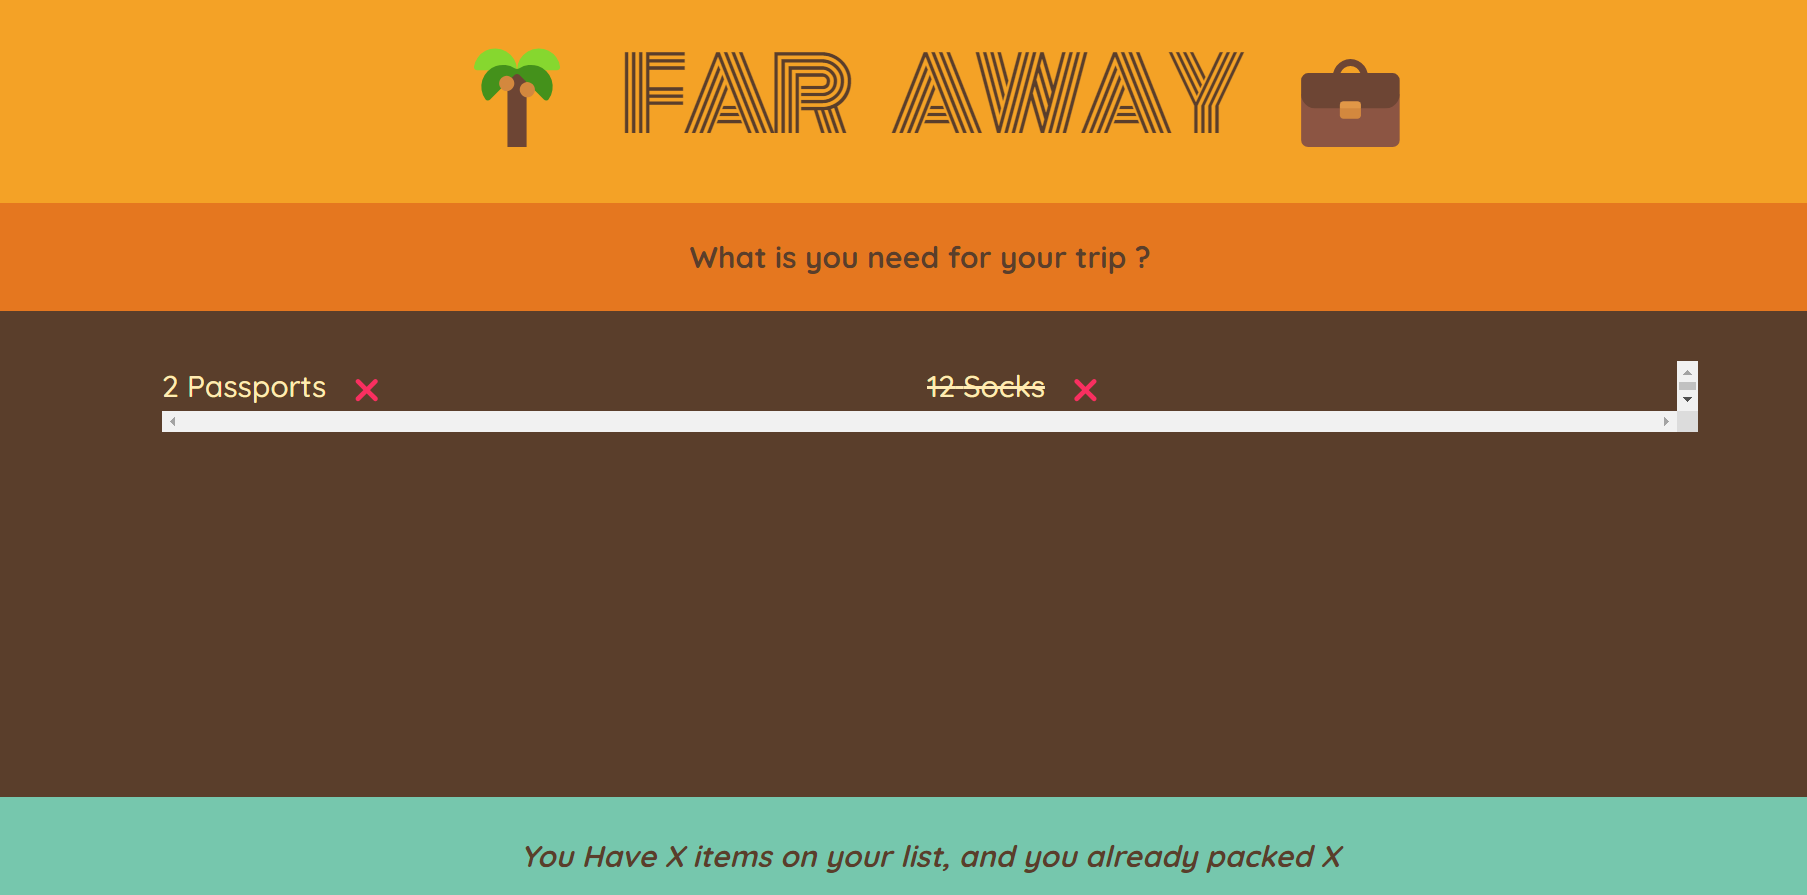 FAR AWAY
What is you need for your trip ?
2 Passports
12 Socks
You Have X items on your list, and you already packed X